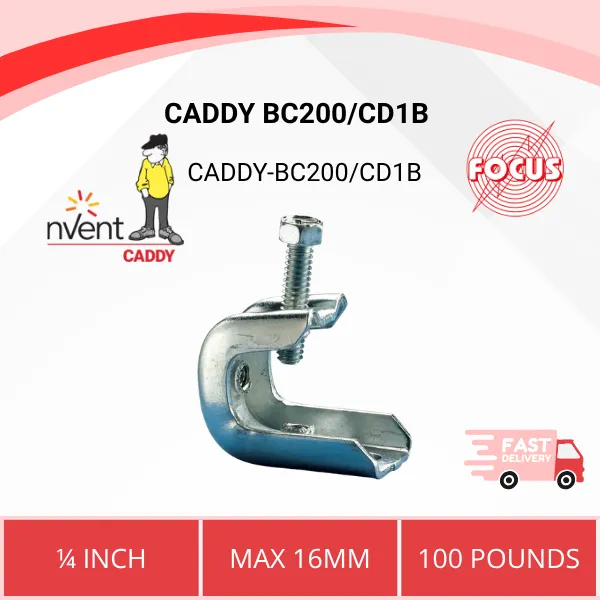 CADDY BC200/CD1B
CADDY-BC200/CD1B
nVent
CADDY
FOCUS
FAST
DELIVERY
¼ INCH
MAX 16MM
100 POUNDS